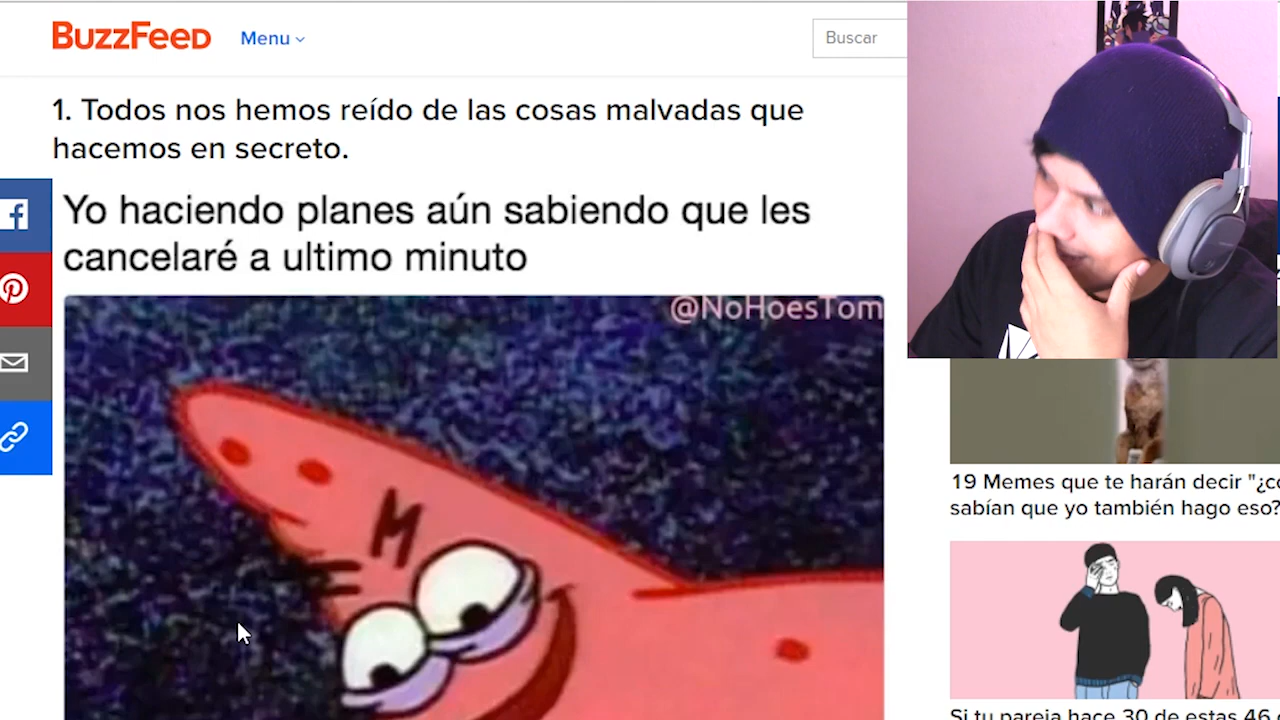 BuzzFeed
Menu
Buscar
1. Todos nos hemos reído de las cosas malvadas que
hacemos en secreto.
Yo haciendo planes aún sabiendo que les
cancelaré a ultimo minuto
@NoHoesTom
19 Memes que te harán decir "¿
sabían que yo también hago eso?
Si tu pareja hace 30 de estas 46